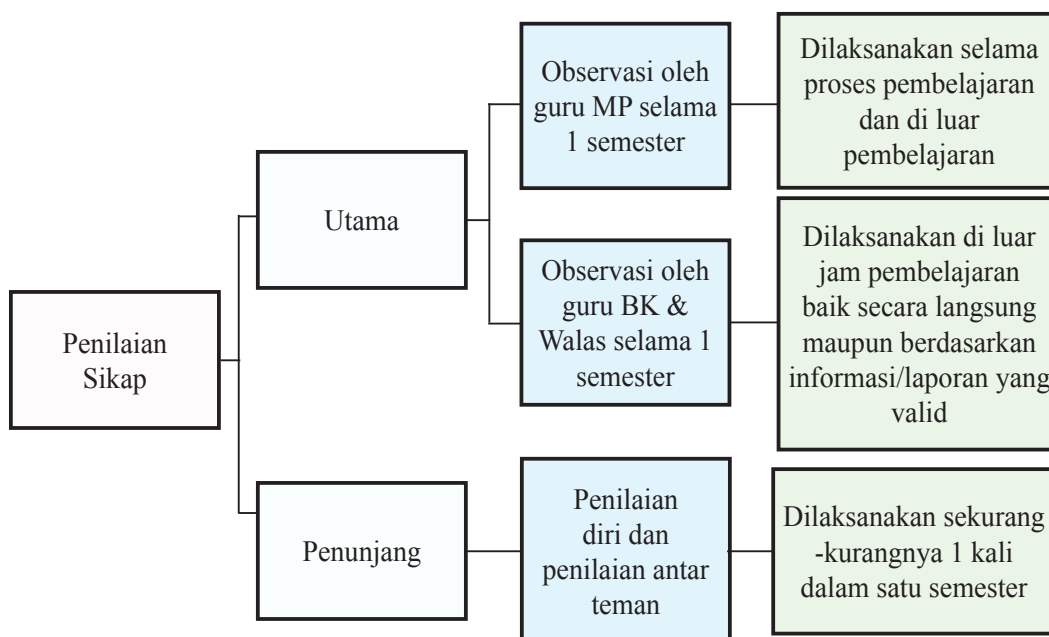 Penilaian
Sikap
Utama
Observasi oleh
guru MP selama
1 semester
Dilaksanakan selama
proses pembelajaran
dan di luar
pembelajaran
Observasi oleh
guru BK &
Walas selama 1
semester
Dilaksanakan di luar
jam pembelajaran
baik secara langsung
maupun berdasarkan
informasi/laporan yang
valid
Penunjang
Penilaian
diri dan
penilaian antar
teman
Dilaksanakan sekurang
-kurangnya 1 kali
dalam satu semester